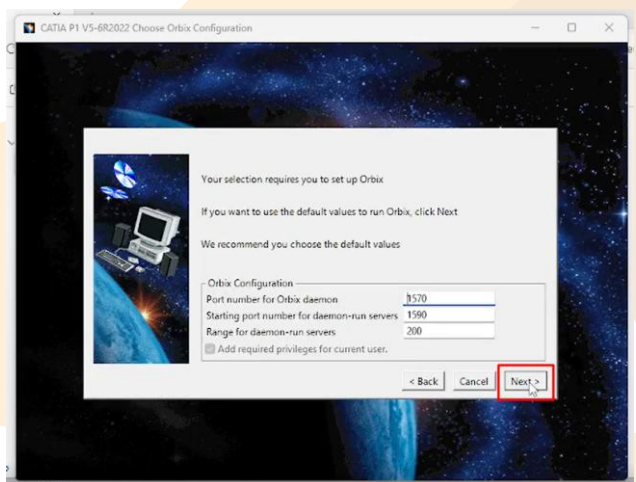 CATIA P1 V5-6R2022 Choose Orbix Configuration
Your selection requires you to set up Orbix
If you want to use the default values to run Orbix, click Next
We recommend you choose the default values
Orbix Configuration
Port number for Orbix daemon 1570
Starting port number for daemon-run servers 1590
Range for daemon-run servers 200
Add required privileges for current user.
< Back Cancel Next >